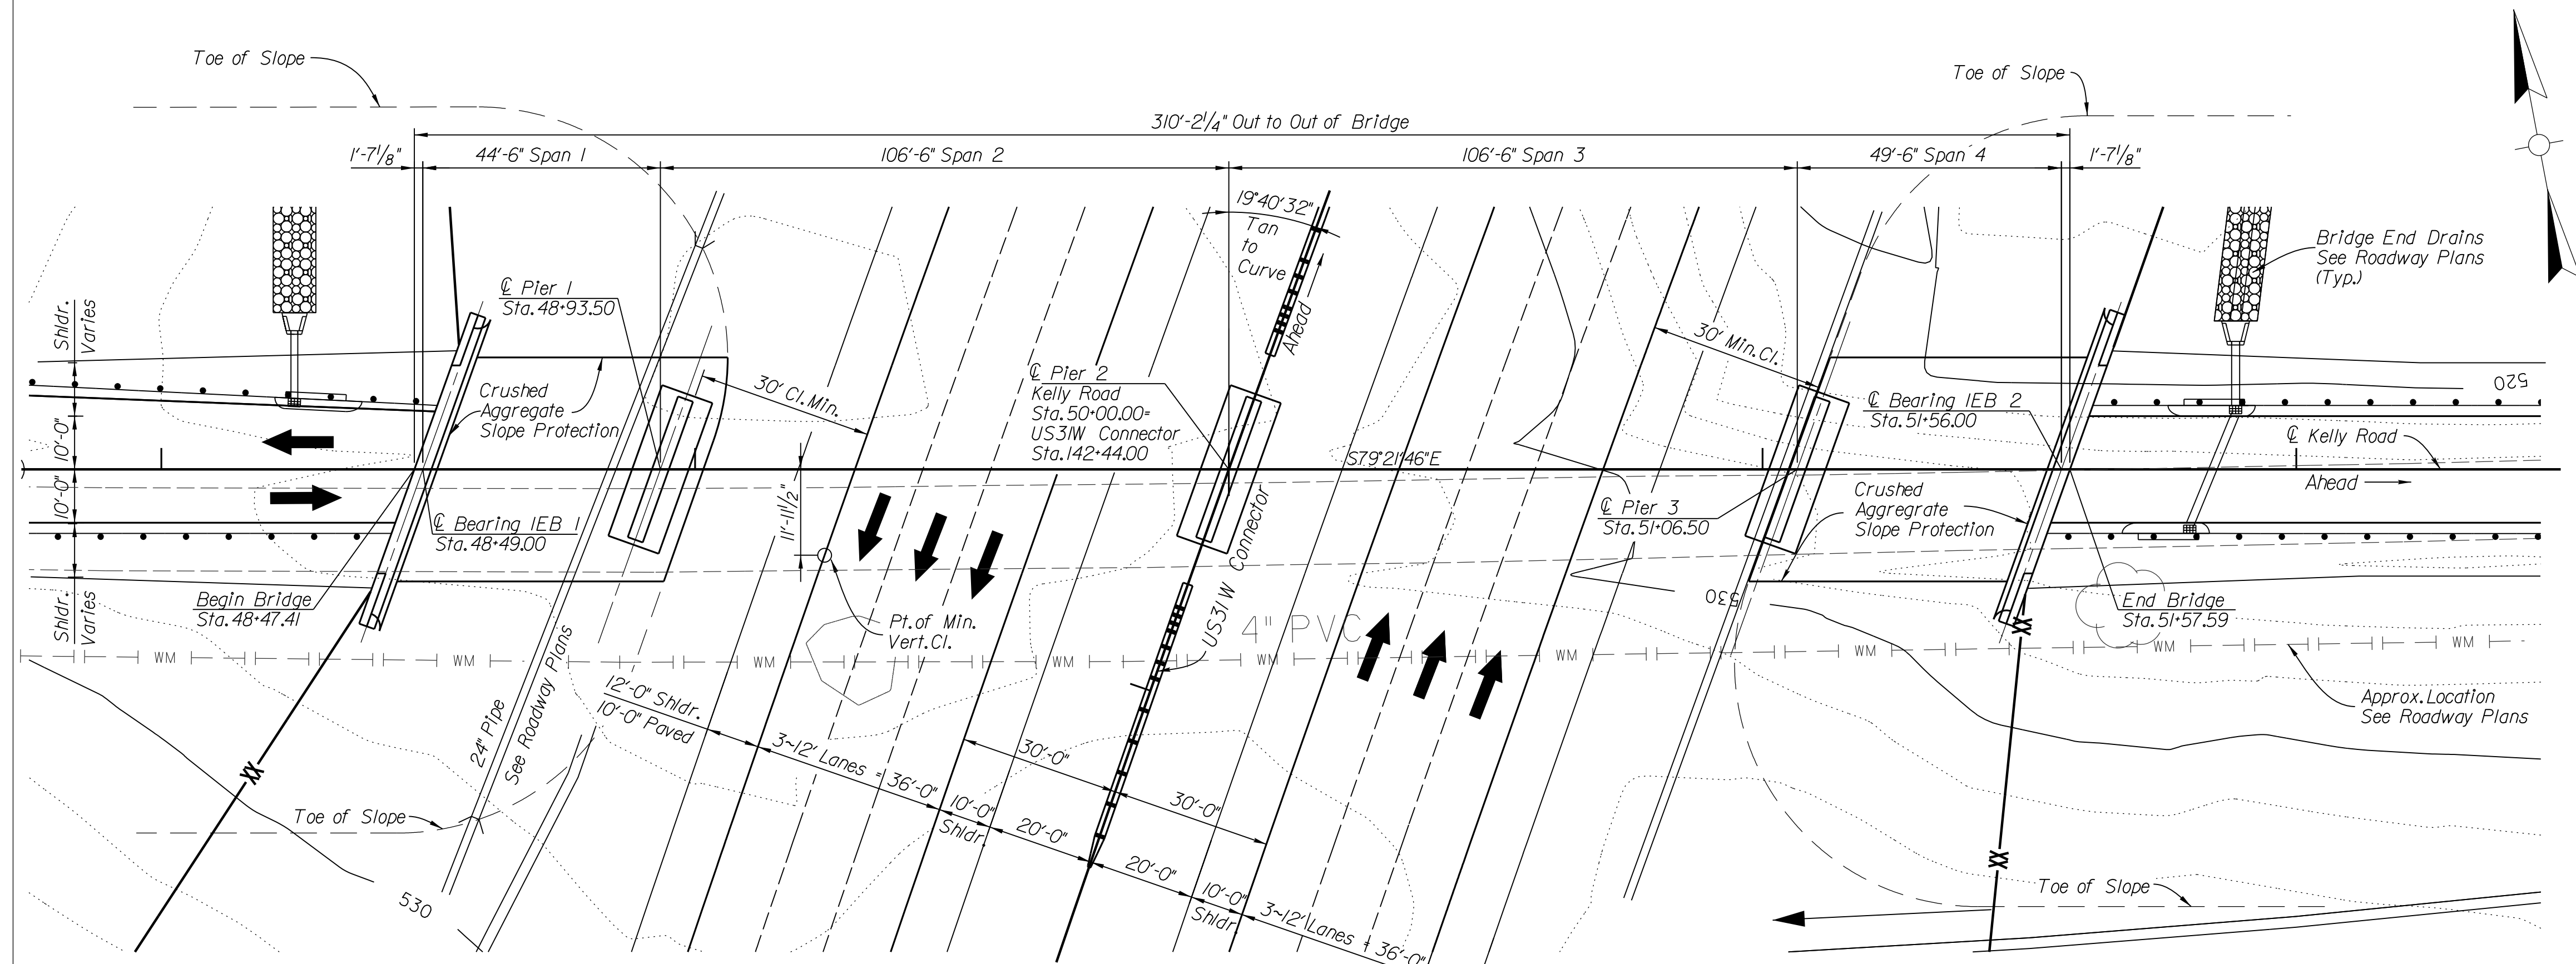 Toe of Slope
Toe of Slope
310'-2 1/4" Out to Out of Bridge
1'-7 1/8"
44'-6" Span 1
106'-6" Span 2
106'-6" Span 3
49'-6" Span 4
1'-7 1/8"
19°40'32"
Tan
to
Curve
Ahead
Bridge End Drains
See Roadway Plans
(Typ.)
℄ Pier 1
Sta. 48+93.50
Shldr.
Varies
30' Min. Cl.
℄ Pier 2
Kelly Road
Sta. 50+00.00=
US31W Connector
Sta. 142+44.00
30' Cl. Min.
Crushed
Aggregate
Slope Protection
520
℄ Bearing IEB 2
Sta. 51+56.00
10'-0"
℄ Kelly Road
S79°21'46"E
Ahead
10'-0"
11'-11 1/2"
℄ Pier 3
Sta. 51+06.50
Crushed
Aggregrate
Slope Protection
℄ Bearing IEB 1
Sta. 48+49.00
Begin Bridge
Sta. 48+47.41
Shldr.
Varies
530
End Bridge
Sta. 51+57.59
Pt. of Min.
Vert. Cl.
US31W Connector
4" PVC
WM
WM
WM
WM
WM
WM
WM
WM
WM
24" Pipe
See Roadway Plans
12'-0" Shldr.
10'-0" Paved
Approx. Location
See Roadway Plans
3~12' Lanes = 36'-0"
30'-0"
30'-0"
10'-0"
Shldr.
20'-0"
Toe of Slope
20'-0"
10'-0"
Shldr.
3~12' Lanes = 36'-0"
Toe of Slope
530